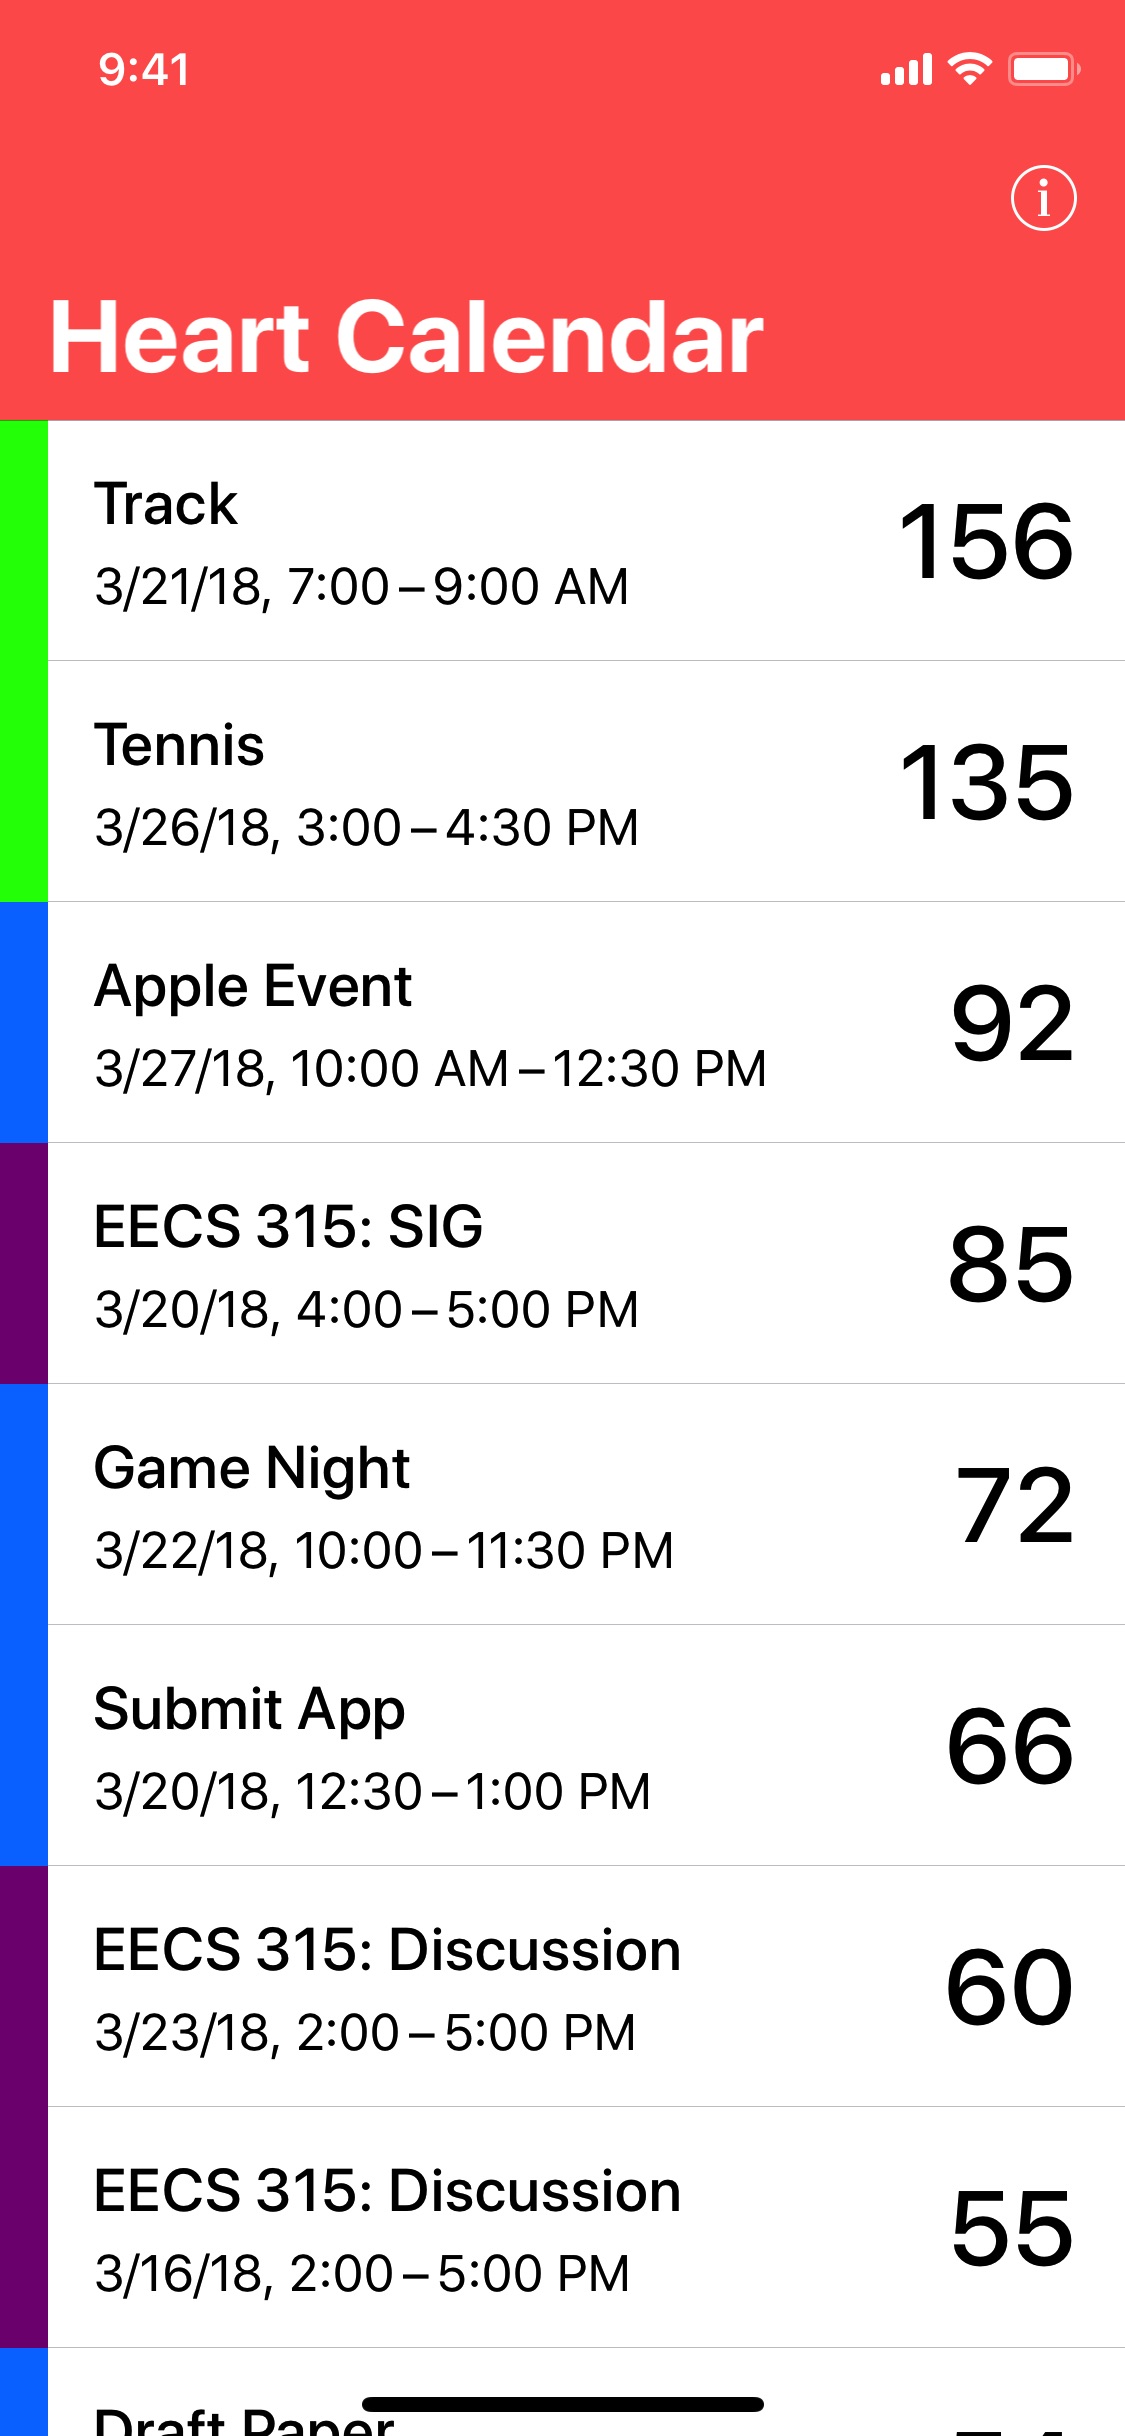 9:41
i
Heart Calendar
Track
3/21/18, 7:00 – 9:00 AM
156
Tennis
3/26/18, 3:00 – 4:30 PM
135
Apple Event
3/27/18, 10:00 AM – 12:30 PM
92
EECS 315: SIG
3/20/18, 4:00 – 5:00 PM
85
Game Night
3/22/18, 10:00 – 11:30 PM
72
Submit App
3/20/18, 12:30 – 1:00 PM
66
EECS 315: Discussion
3/23/18, 2:00 – 5:00 PM
60
EECS 315: Discussion
3/16/18, 2:00 – 5:00 PM
55
Draft Paper